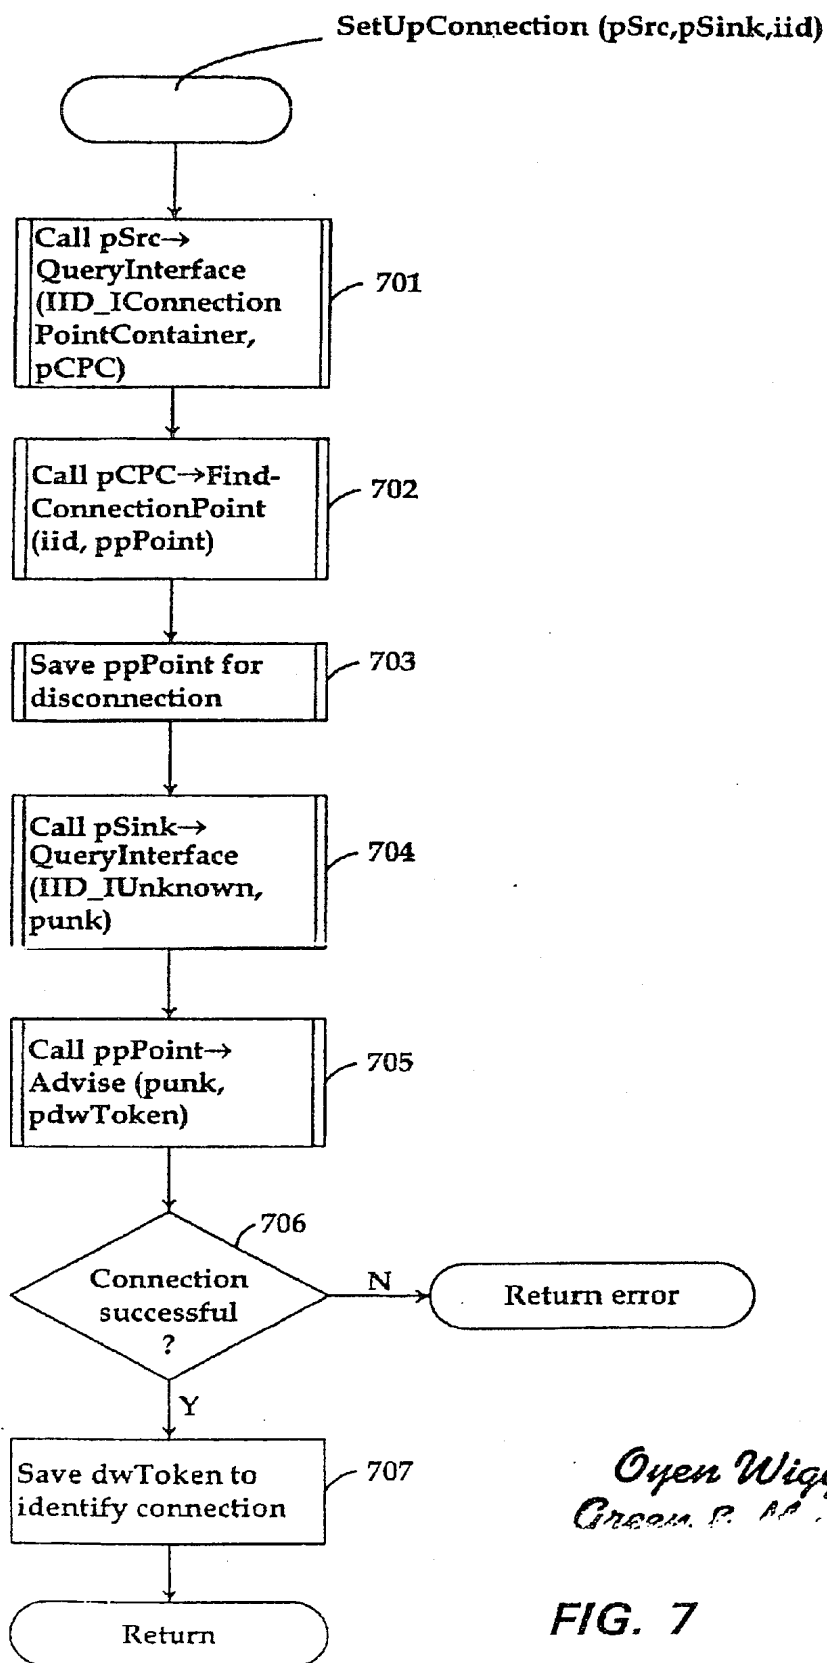 SetUpConnection (pSrc,pSink,iid)
Call pSrc→
QueryInterface
(IID_IConnection
PointContainer,
pCPC)
701
Call pCPC→Find-
ConnectionPoint
(iid, ppPoint)
702
Save ppPoint for
disconnection
703
Call pSink→
QueryInterface
(IID_IUnknown,
punk)
704
Call ppPoint→
Advise (punk,
pdwToken)
705
706
Connection
successful
?
N
Return error
Y
Save dwToken to
identify connection
707
Return
Oyen
Green
FIG. 7